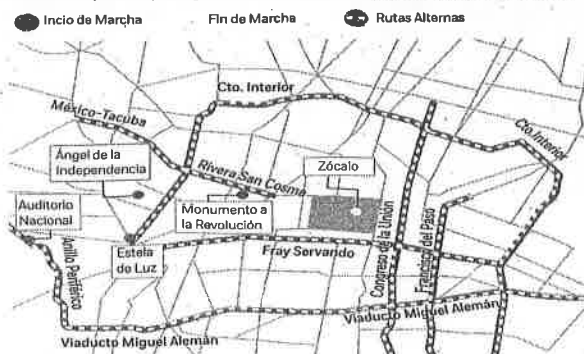 Incio de Marcha
Fin de Marcha
Rutas Alternas
Cto. Interior
México-Tacuba
Cto. Interior
Ángel de la
Independencia
Rivera San Cosme
Zócalo
Auditorio
Nacional
Monumento a
la Revolución
Estela
de Luz
Anillo Periférico
Fray Servando
Congreso de la Unión
Francisco del Paso
Viaducto Miguel Alemán
Viaducto Miguel Alemán